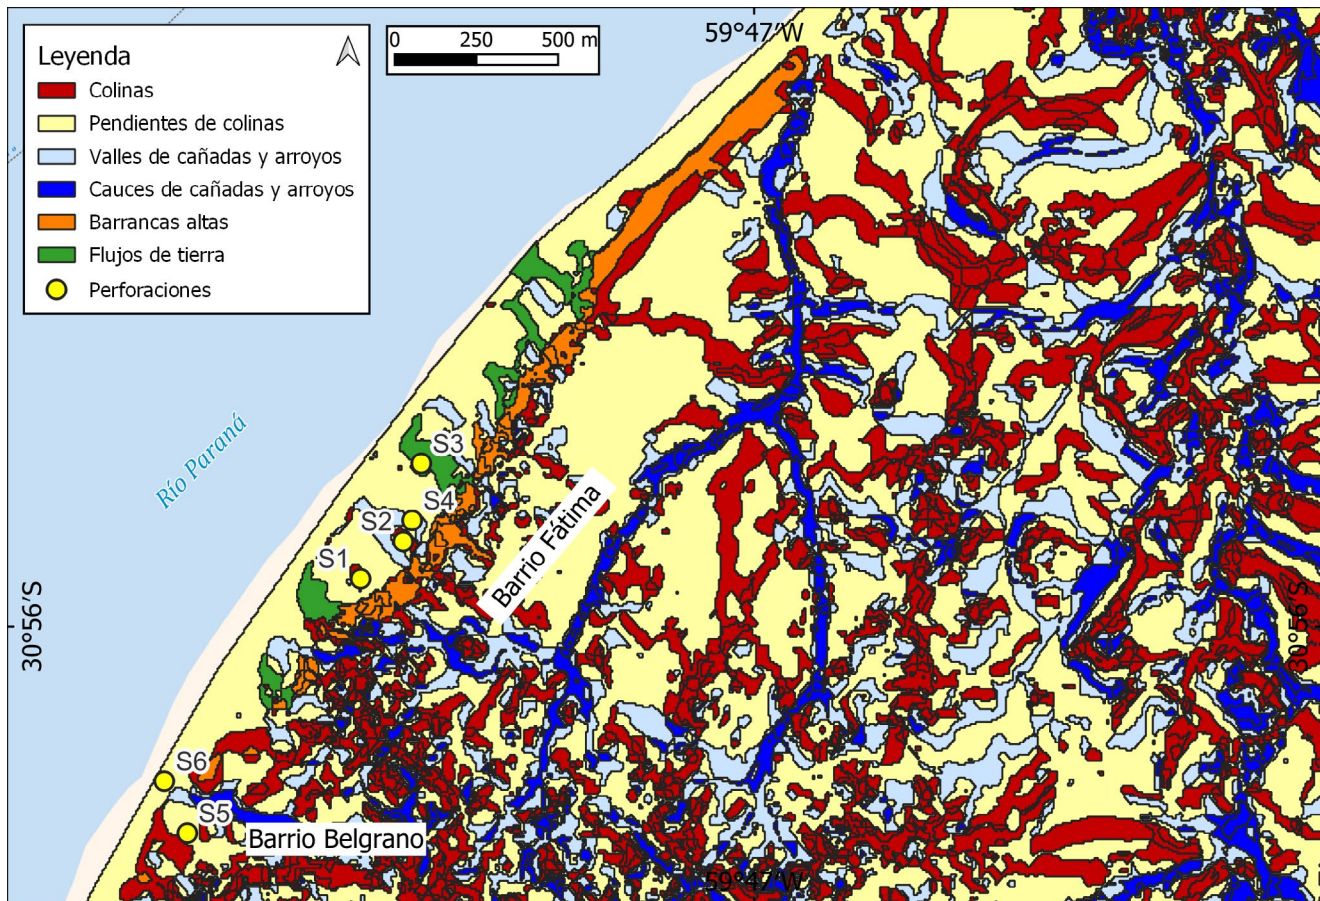 59°47'W
0 250 500 m
Leyenda
Colinas
Pendientes de colinas
Valles de cañadas y arroyos
Cauces de cañadas y arroyos
Barrancas altas
Flujos de tierra
Perforaciones
Río Paraná
S3
S4
S2
S1
Barrio Fátima
30°56'S
30°56'S
S6
S5
Barrio Belgrano
59°47'W